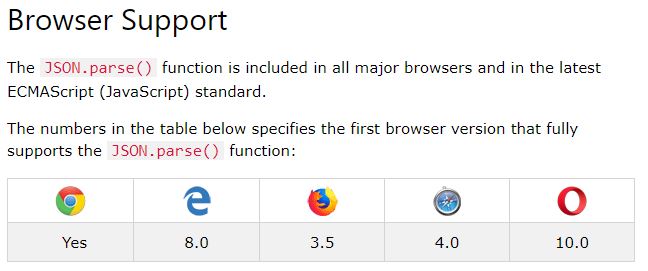 Browser Support
The JSON.parse() function is included in all major browsers and in the latest
ECMAScript (JavaScript) standard.
The numbers in the table below specifies the first browser version that fully
supports the JSON.parse() function:
Yes 8.0 3.5 4.0 10.0